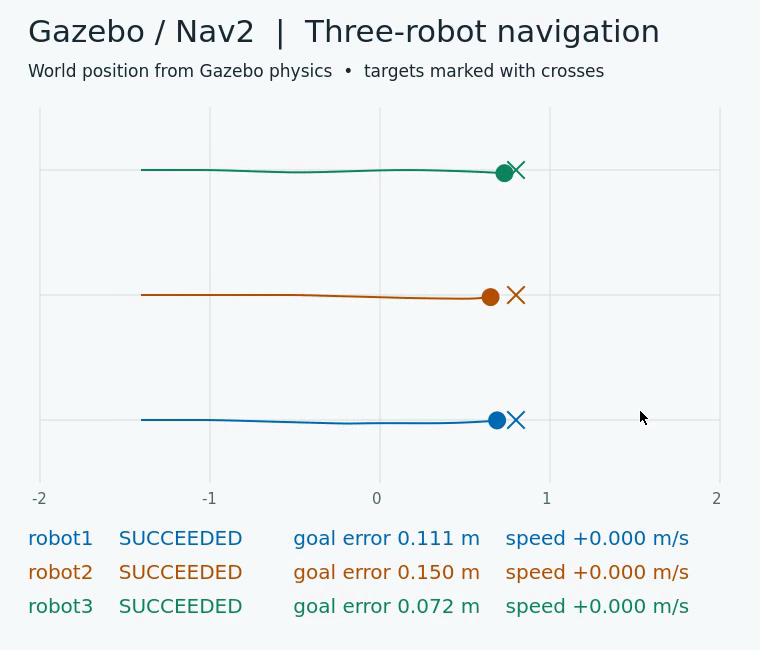 Gazebo / Nav2 | Three-robot navigation
World position from Gazebo physics • targets marked with crosses
-2 -1 0 1 2
robot1 SUCCEEDED goal error 0.111 m speed +0.000 m/s
robot2 SUCCEEDED goal error 0.150 m speed +0.000 m/s
robot3 SUCCEEDED goal error 0.072 m speed +0.000 m/s